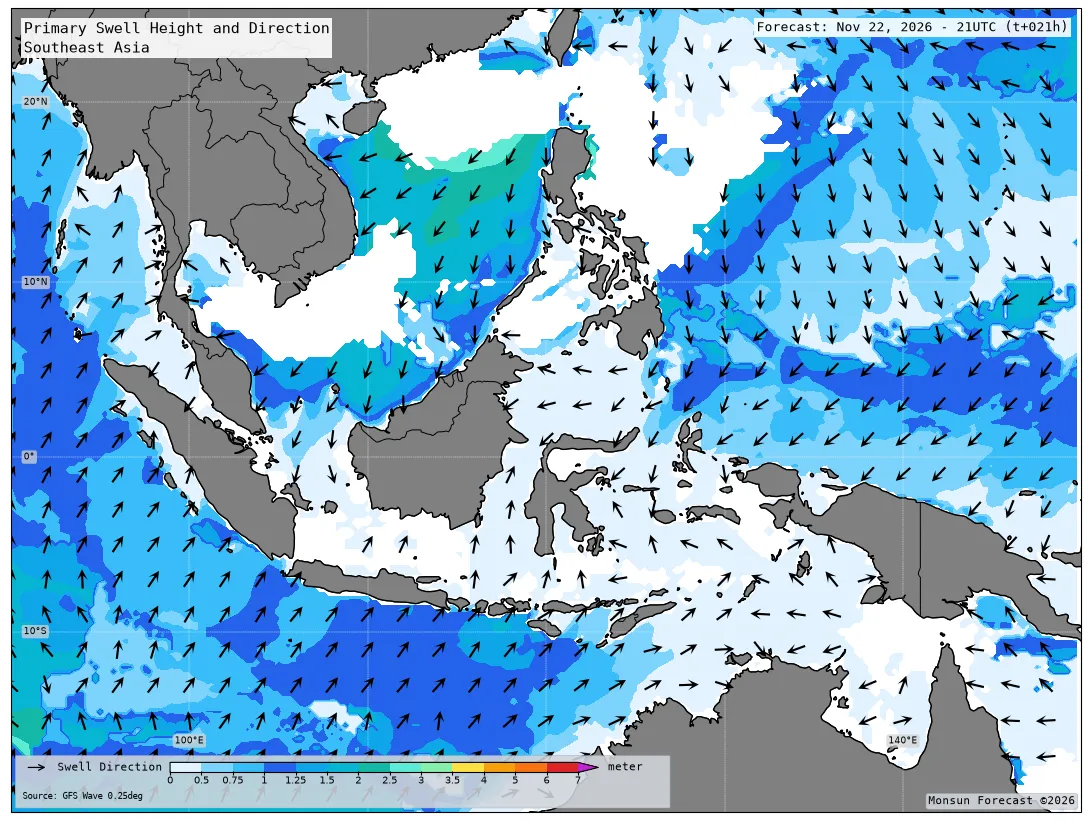 Primary Swell Height and Direction
Southeast Asia
Forecast: Nov 22, 2026 - 21UTC (t+021h)
20°N
10°N
0°
10°S
100°E
140°E
Swell Direction
0 0.5 0.75 1 1.25 1.5 2 2.5 3 3.5 4 5 6 7
meter
Source: GFS Wave 0.25deg
Monsun Forecast ©2026